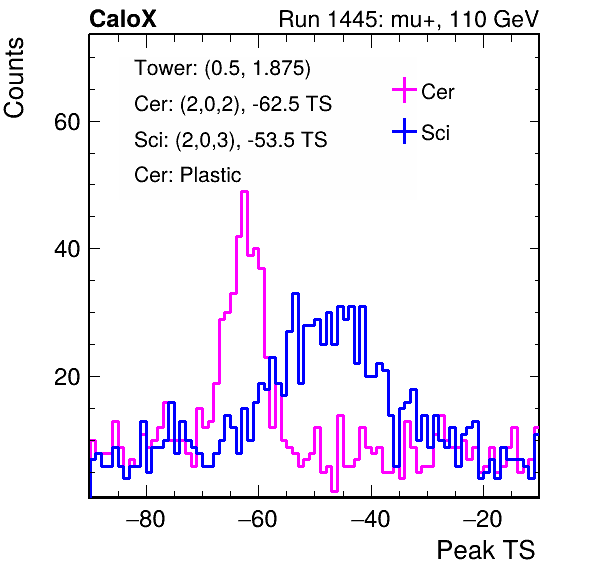 CaloX Run 1445: mu+, 110 GeV
Counts
Tower: (0.5, 1.875)
Cer: (2,0,2), -62.5 TS
Sci: (2,0,3), -53.5 TS
Cer: Plastic
Cer
Sci
60
40
20
−80 −60 −40 −20
Peak TS